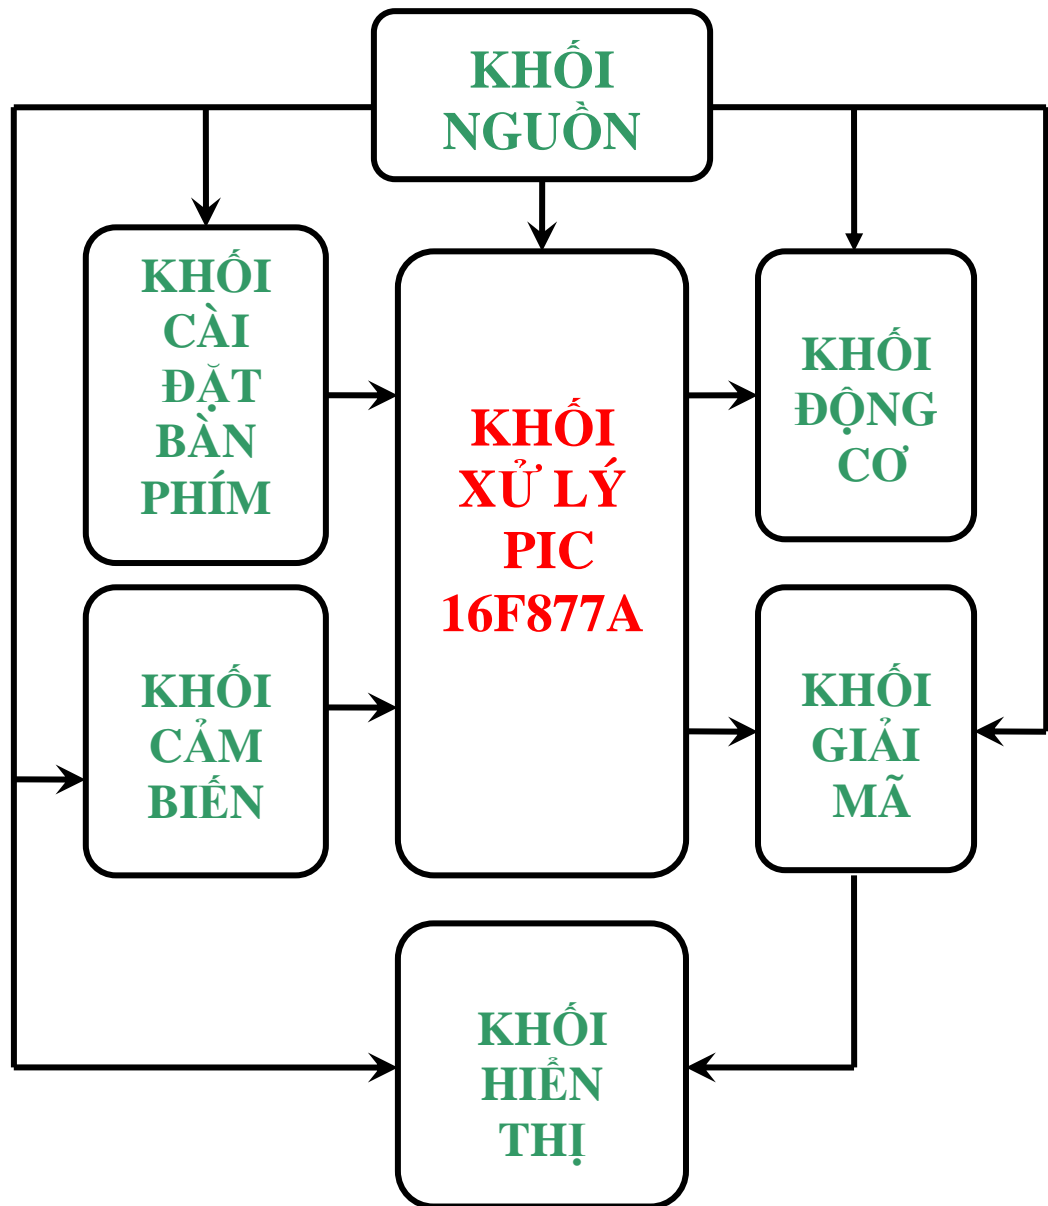 KHỐI
NGUỒN
KHỐI
CÀI
ĐẶT
BÀN
PHÍM
KHỐI
XỬ LÝ
PIC
16F877A
KHỐI
ĐỘNG
CƠ
KHỐI
CẢM
BIẾN
KHỐI
GIẢI
MÃ
KHỐI
HIỂN
THỊ